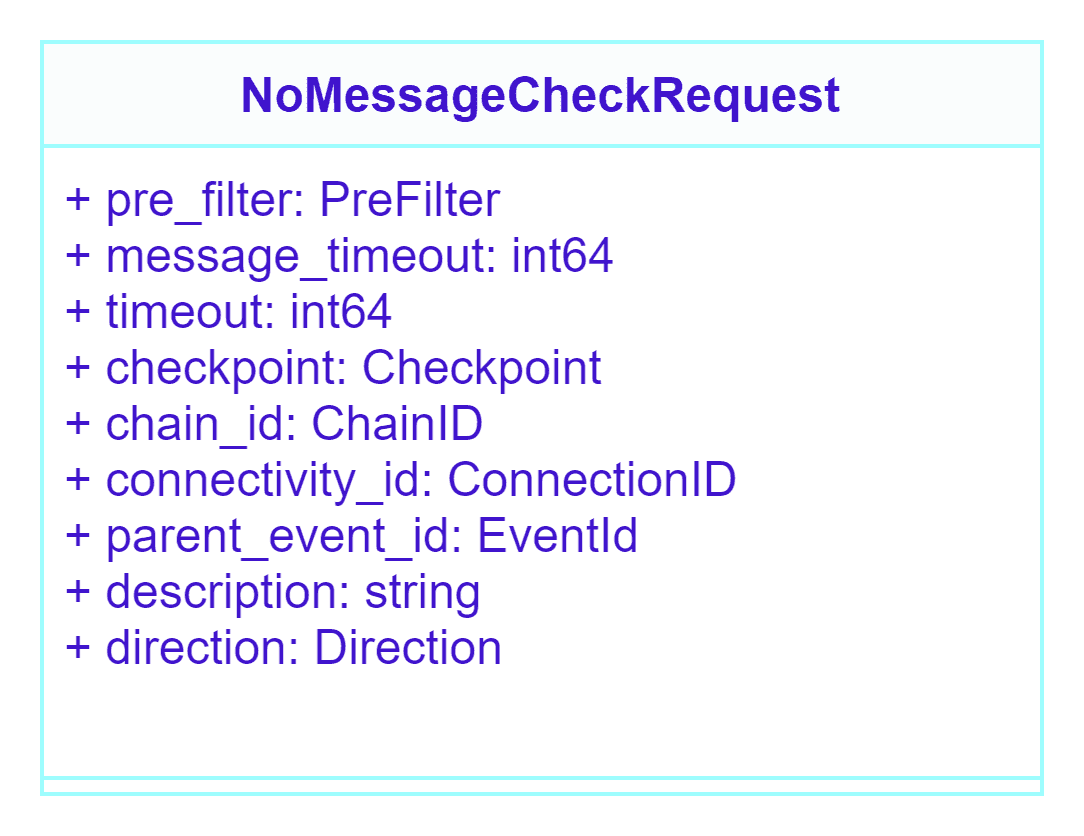 NoMessageCheckRequest
+ pre_filter: PreFilter
+ message_timeout: int64
+ timeout: int64
+ checkpoint: Checkpoint
+ chain_id: ChainID
+ connectivity_id: ConnectionID
+ parent_event_id: EventId
+ description: string
+ direction: Direction